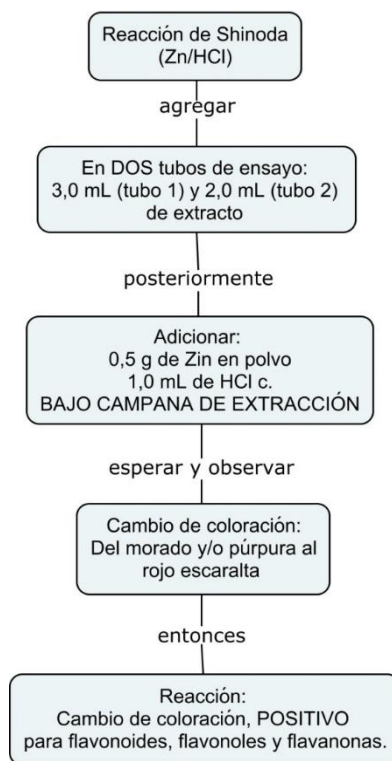 Reacción de Shinoda
(Zn/HCl)
agregar
En DOS tubos de ensayo:
3,0 mL (tubo 1) y 2,0 mL (tubo 2)
de extracto
posteriormente
Adicionar:
0,5 g de Zin en polvo
1,0 mL de HCl c.
BAJO CAMPANA DE EXTRACCIÓN
esperar y observar
Cambio de coloración:
Del morado y/o púrpura al
rojo escaralta
entonces
Reacción:
Cambio de coloración, POSITIVO
para flavonoides, flavonoles y flavanonas.